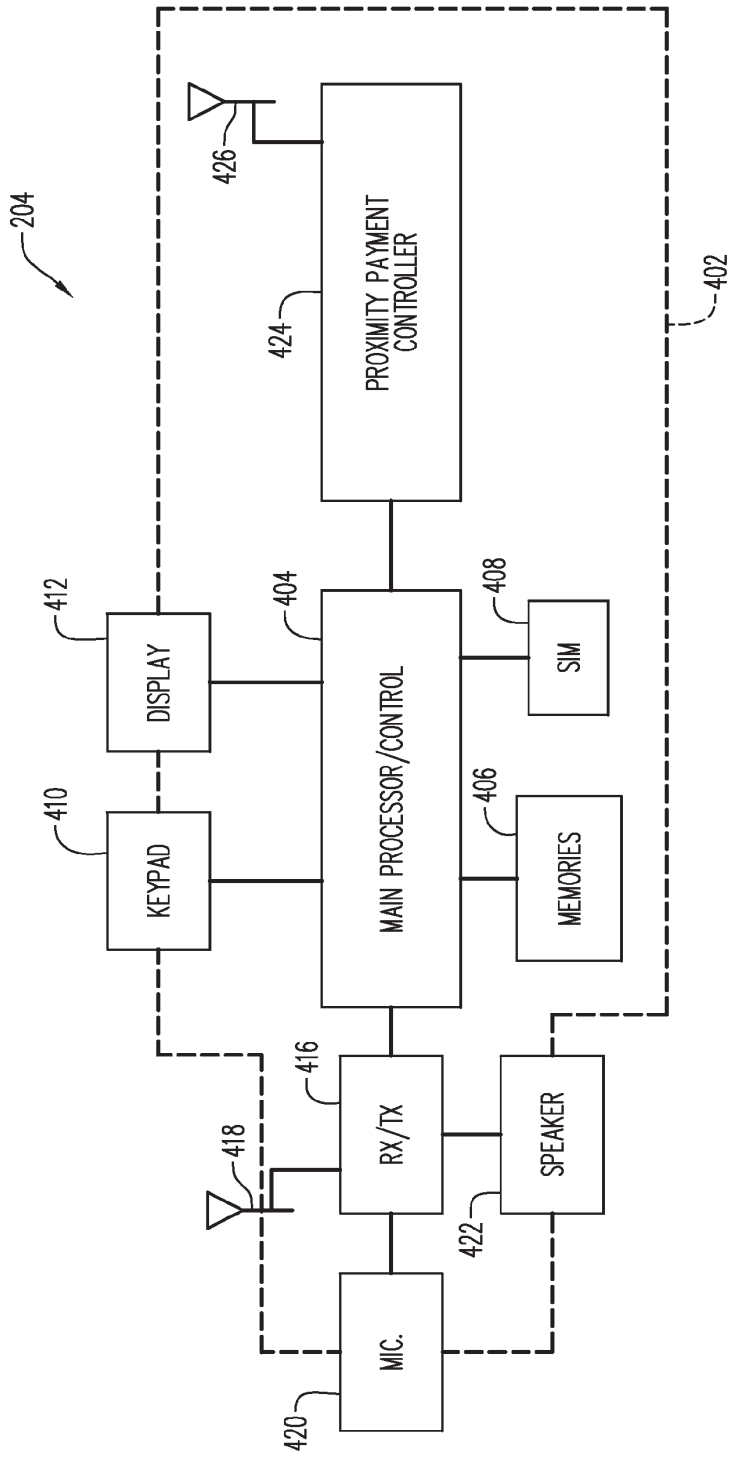 204
412
DISPLAY
410
KEYPAD
426
418
424
PROXIMITY PAYMENT
CONTROLLER
404
MAIN PROCESSOR/CONTROL
416
RX/TX
420
MIC.
408
SIM
406
MEMORIES
422
SPEAKER
402